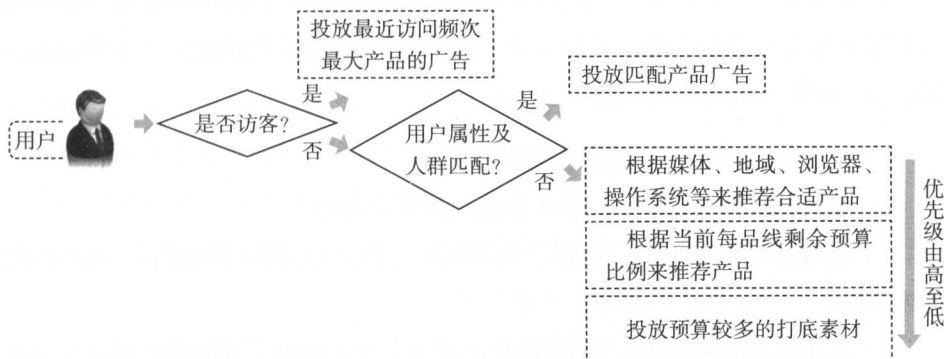 投放最近访问频次
最大产品的广告
投放匹配产品广告
是
是
用户
是否访客?
用户属性及
人群匹配?
否
否
根据媒体、地域、浏览器、
操作系统等来推荐合适产品
根据当前每品线剩余预算
比例来推荐产品
投放预算较多的打底素材
优先级由高至低